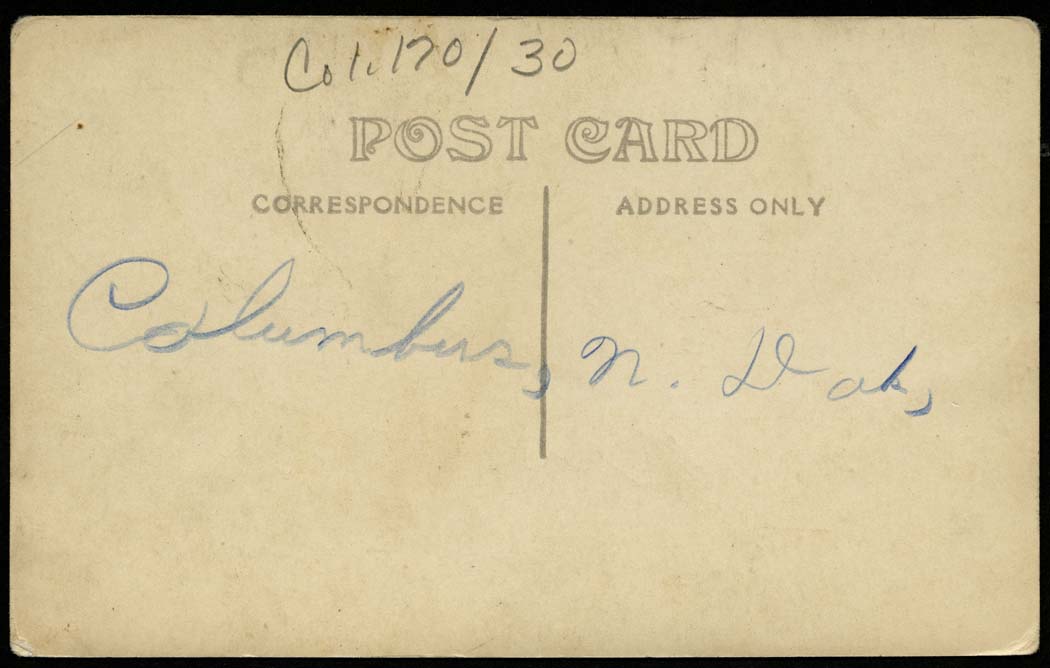 Col. 170/30
POST CARD
CORRESPONDENCE
ADDRESS ONLY
Columbus, N. Dak,